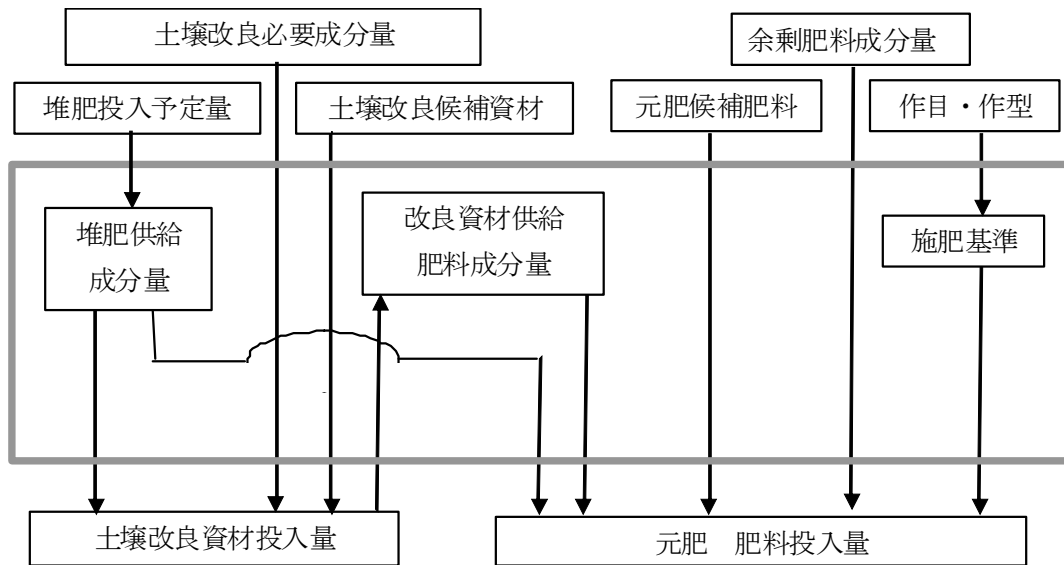 土壌改良必要成分量
余剰肥料成分量
堆肥投入予定量
土壌改良候補資材
元肥候補肥料
作目・作型
堆肥供給
成分量
改良資材供給
肥料成分量
施肥基準
土壌改良資材投入量
元肥　肥料投入量